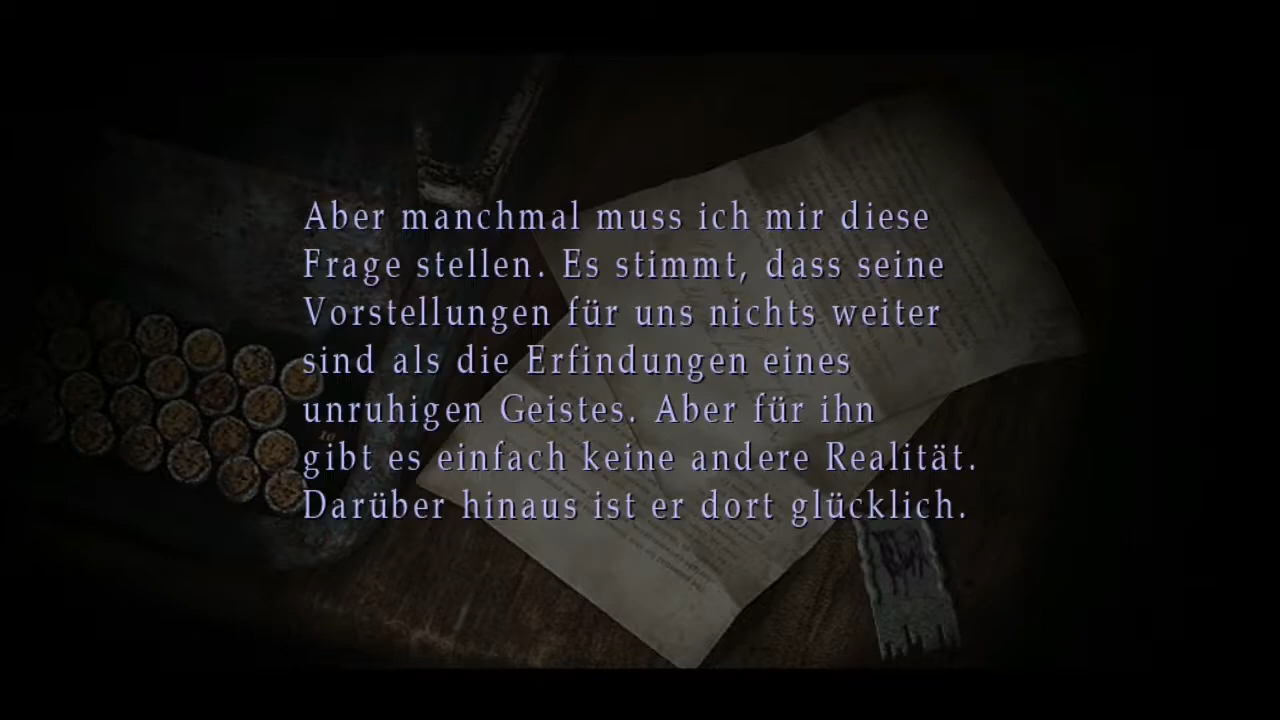 Aber manchmal muss ich mir diese
Frage stellen. Es stimmt, dass seine
Vorstellungen für uns nichts weiter
sind als die Erfindungen eines
unruhigen Geistes. Aber für ihn
gibt es einfach keine andere Realität.
Darüber hinaus ist er dort glücklich.